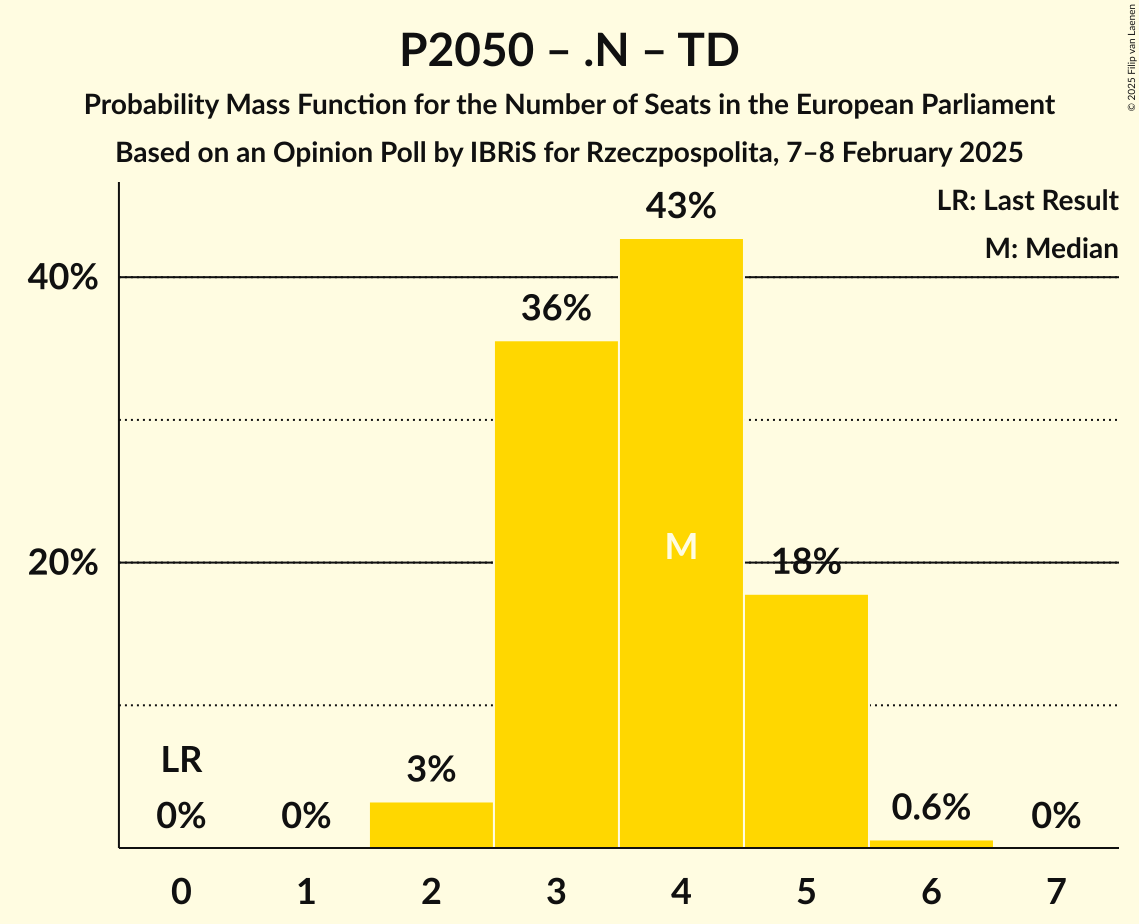 P2050 – .N – TD
Probability Mass Function for the Number of Seats in the European Parliament
Based on an Opinion Poll by IBRiS for Rzeczpospolita, 7–8 February 2025
© 2025 Filip van Laenen
LR: Last Result
M: Median
43%
40%
36%
M
20%
18%
LR
3%
0.6%
0%
0%
0%
0 1 2 3 4 5 6 7